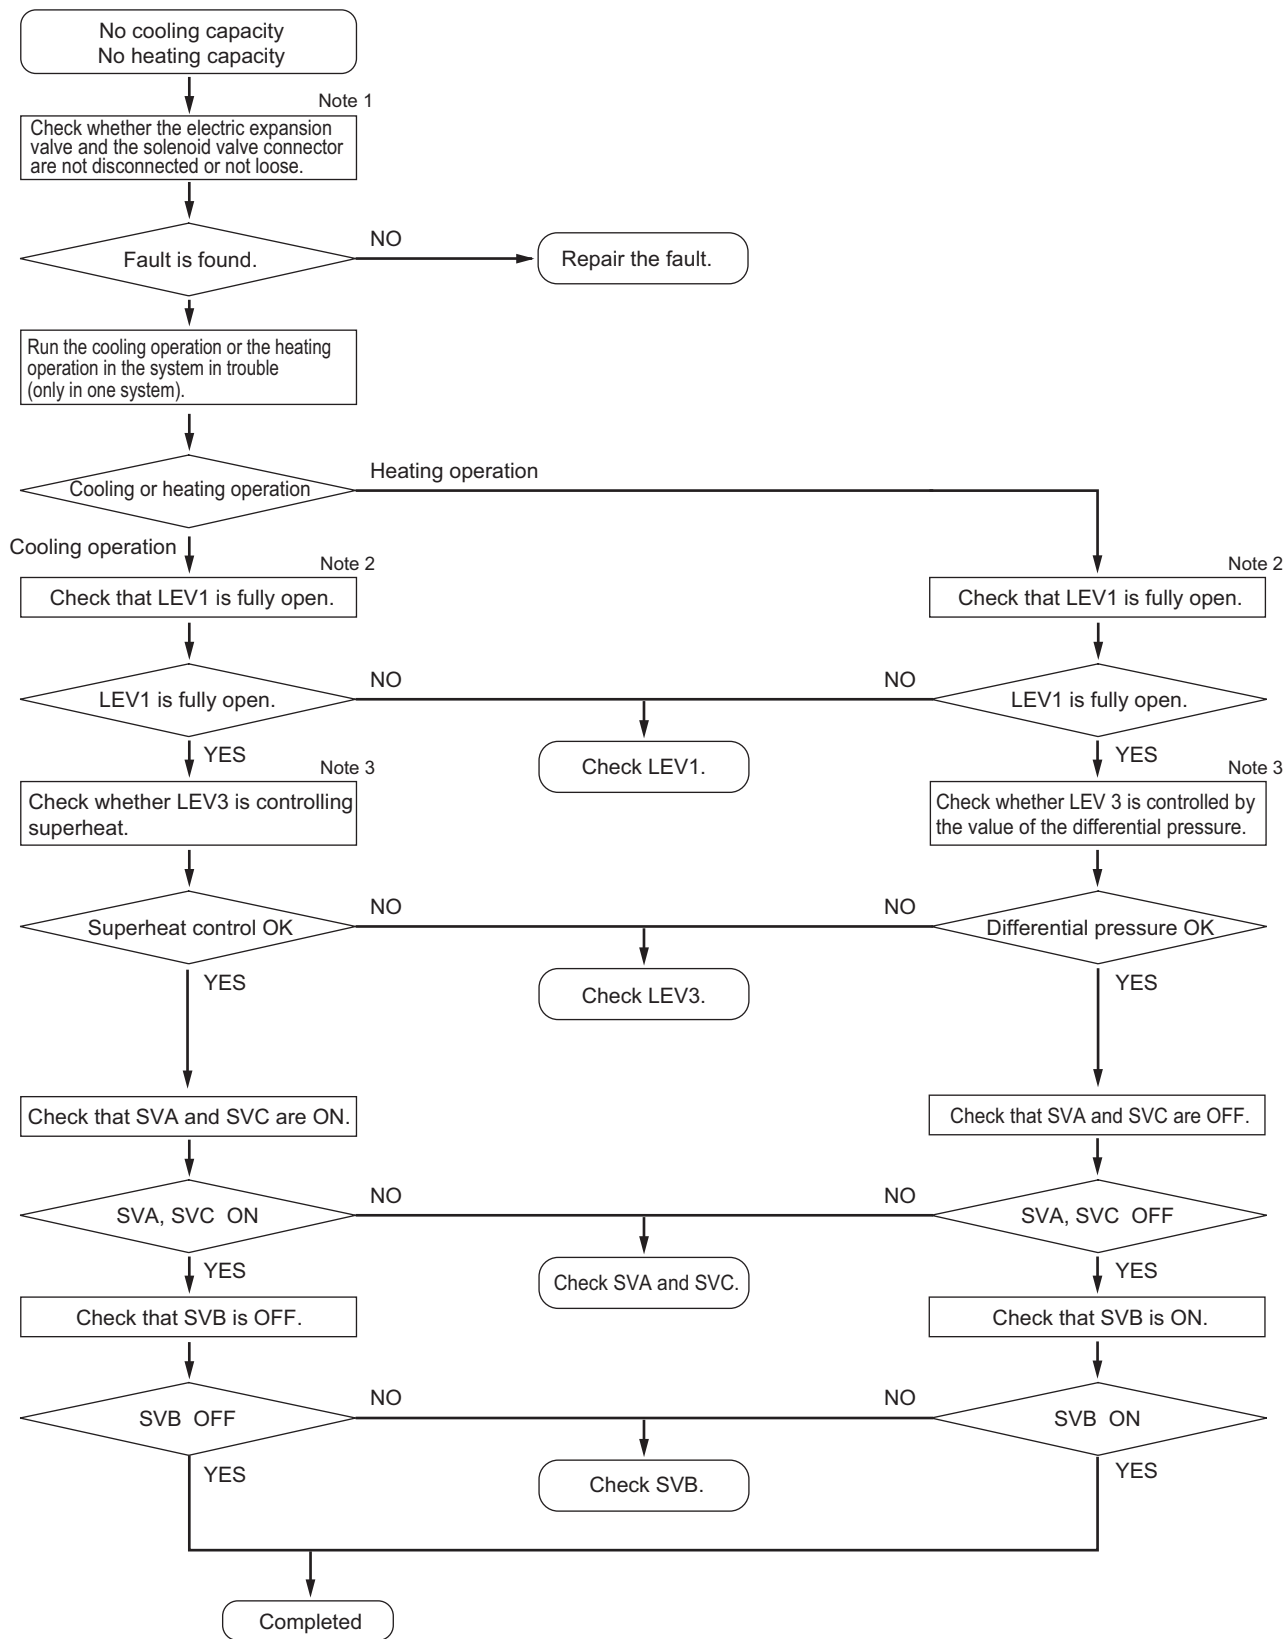 No cooling capacity
No heating capacity
Note 1
Check whether the electric expansion
valve and the solenoid valve connector
are not disconnected or not loose.
Fault is found.
NO
Repair the fault.
Run the cooling operation or the heating
operation in the system in trouble
(only in one system).
Cooling or heating operation
Heating operation
Cooling operation
Note 2
Note 2
Check that LEV1 is fully open.
Check that LEV1 is fully open.
LEV1 is fully open.
NO
NO
LEV1 is fully open.
YES
Check LEV1.
YES
Note 3
Note 3
Check whether LEV3 is controlling
superheat.
Check whether LEV 3 is controlled by
the value of the differential pressure.
Superheat control OK
NO
NO
Differential pressure OK
YES
Check LEV3.
YES
Check that SVA and SVC are ON.
Check that SVA and SVC are OFF.
SVA, SVC ON
NO
NO
SVA, SVC OFF
YES
Check SVA and SVC.
YES
Check that SVB is OFF.
Check that SVB is ON.
SVB OFF
NO
NO
SVB ON
YES
Check SVB.
YES
Completed